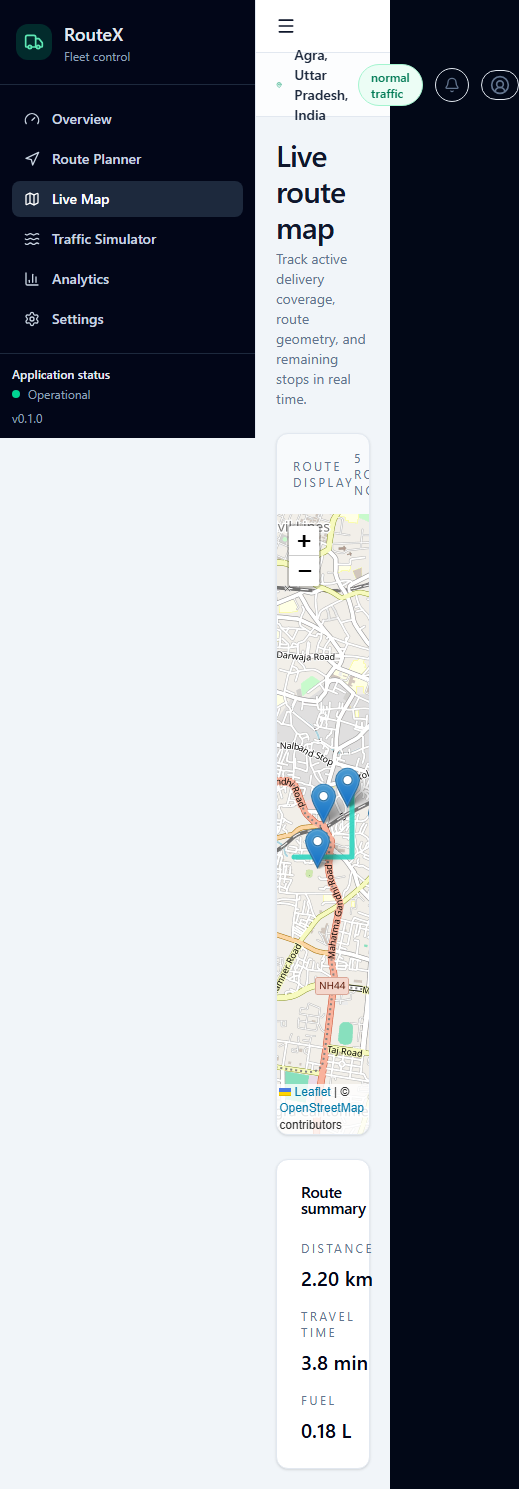 RouteX
Fleet control
Overview
Route Planner
Live Map
Traffic Simulator
Analytics
Settings
Application status
Operational
v0.1.0
Agra,
Uttar
Pradesh,
India
normal
traffic
Live
route
map
Track active
delivery
coverage,
route
geometry, and
remaining
stops in real
time.
ROUTE
DISPLAY
5
+
−
Darwaja Road
Nalband Stop
Road
Mahatma Gandhi Road
Road
NH44
Taj Road
Leaflet | ©
OpenStreetMap
contributors
Route
summary
DISTANCE
2.20 km
TRAVEL
TIME
3.8 min
FUEL
0.18 L